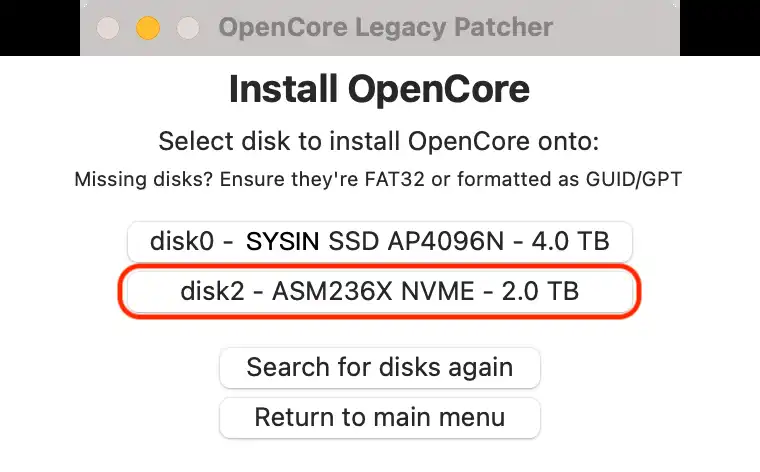 OpenCore Legacy Patcher
Install OpenCore
Select disk to install OpenCore onto:
Missing disks? Ensure they're FAT32 or formatted as GUID/GPT
disk0 - SYSIN SSD AP4096N - 4.0 TB
disk2 - ASM236X NVME - 2.0 TB
Search for disks again
Return to main menu